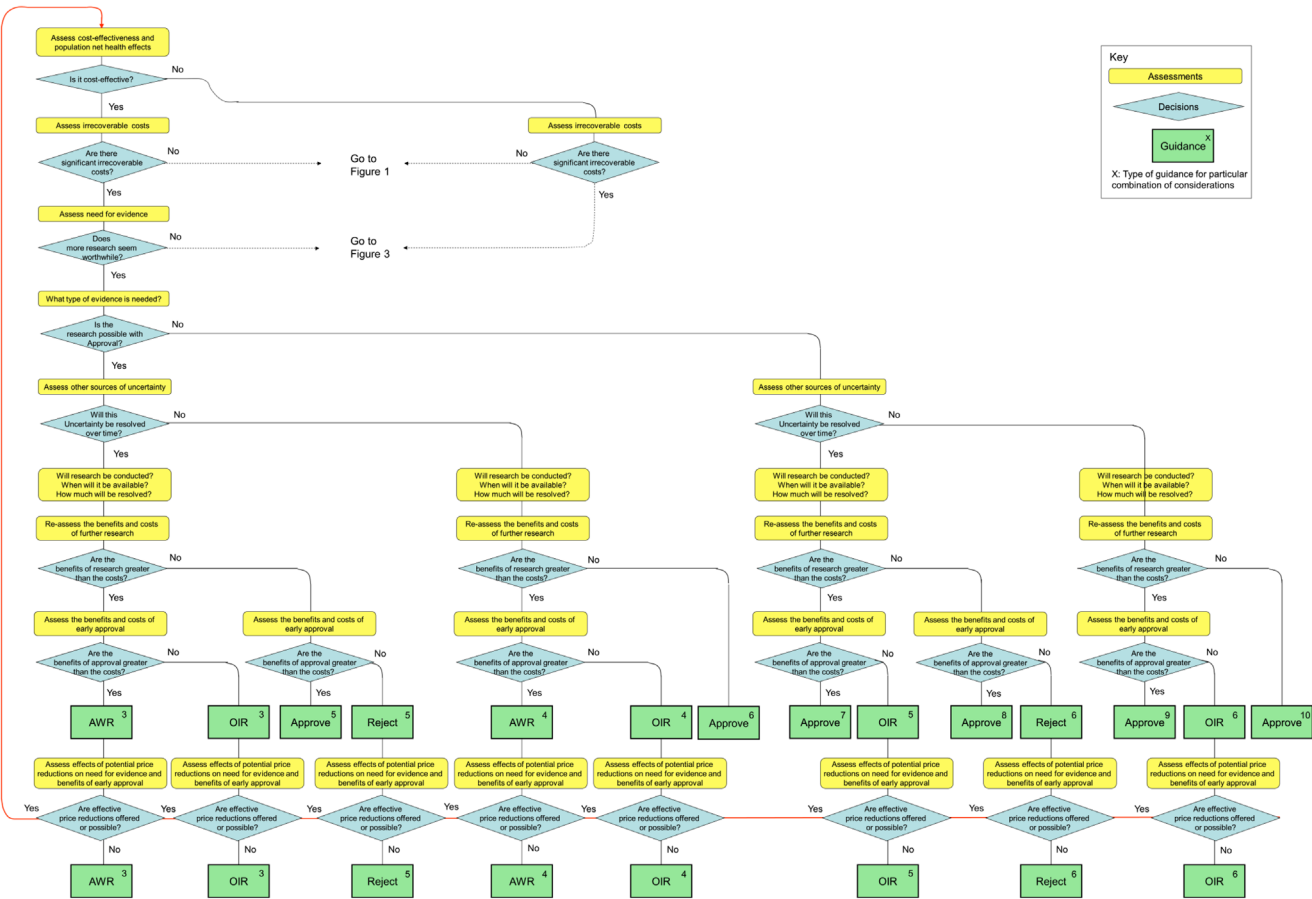 Assess cost-effectiveness and
population net health effects
Is it cost-effective?
No
Yes
Assess irrecoverable costs
Assess irrecoverable costs
Are there
significant irrecoverable
costs?
No
Go to
Figure 1
No
Are there
significant irrecoverable
costs?
Yes
Yes
Assess need for evidence
Does
more research seem
worthwhile?
No
Go to
Figure 3
Yes
What type of evidence is needed?
Is the
research possible with
Approval?
No
Yes
Key
Assessments
Decisions
Guidance X
X: Type of guidance for particular
combination of considerations
Assess other sources of uncertainty
Assess other sources of uncertainty
Will this
Uncertainty be resolved
over time?
No
Yes
Will this
Uncertainty be resolved
over time?
No
Yes
Will research be conducted?
When will it be available?
How much will be resolved?
Will research be conducted?
When will it be available?
How much will be resolved?
Will research be conducted?
When will it be available?
How much will be resolved?
Will research be conducted?
When will it be available?
How much will be resolved?
Re-assess the benefits and costs
of further research
Re-assess the benefits and costs
of further research
Re-assess the benefits and costs
of further research
Re-assess the benefits and costs
of further research
Are the
benefits of research greater
than the costs?
No
Yes
Are the
benefits of research greater
than the costs?
No
Yes
Are the
benefits of research greater
than the costs?
No
Yes
Are the
benefits of research greater
than the costs?
No
Yes
Assess the benefits and costs of
early approval
Assess the benefits and costs of
early approval
Assess the benefits and costs of
early approval
Assess the benefits and costs of
early approval
Assess the benefits and costs of
early approval
Assess the benefits and costs of
early approval
Are the
benefits of approval greater
than the costs?
No
Yes
Are the
benefits of approval greater
than the costs?
No
Yes
Are the
benefits of approval greater
than the costs?
No
Yes
Are the
benefits of approval greater
than the costs?
No
Yes
Are the
benefits of approval greater
than the costs?
No
Yes
Are the
benefits of approval greater
than the costs?
No
Yes
AWR 3
OIR 3
Approve 5
Reject 5
AWR 4
OIR 4
Approve 6
Approve 7
OIR 5
Approve 8
Reject 6
Approve 9
OIR 6
Approve 10
Assess effects of potential price
reductions on need for evidence and
benefits of early approval
Assess effects of potential price
reductions on need for evidence and
benefits of early approval
Assess effects of potential price
reductions on need for evidence and
benefits of early approval
Assess effects of potential price
reductions on need for evidence and
benefits of early approval
Assess effects of potential price
reductions on need for evidence and
benefits of early approval
Assess effects of potential price
reductions on need for evidence and
benefits of early approval
Assess effects of potential price
reductions on need for evidence and
benefits of early approval
Assess effects of potential price
reductions on need for evidence and
benefits of early approval
Yes
Are effective
price reductions offered
or possible?
No
Yes
Are effective
price reductions offered
or possible?
No
Yes
Are effective
price reductions offered
or possible?
No
Yes
Are effective
price reductions offered
or possible?
No
Yes
Are effective
price reductions offered
or possible?
No
Yes
Are effective
price reductions offered
or possible?
No
Yes
Are effective
price reductions offered
or possible?
No
Yes
Are effective
price reductions offered
or possible?
No
AWR 3
OIR 3
Reject 5
AWR 4
OIR 4
OIR 5
Reject 6
OIR 6